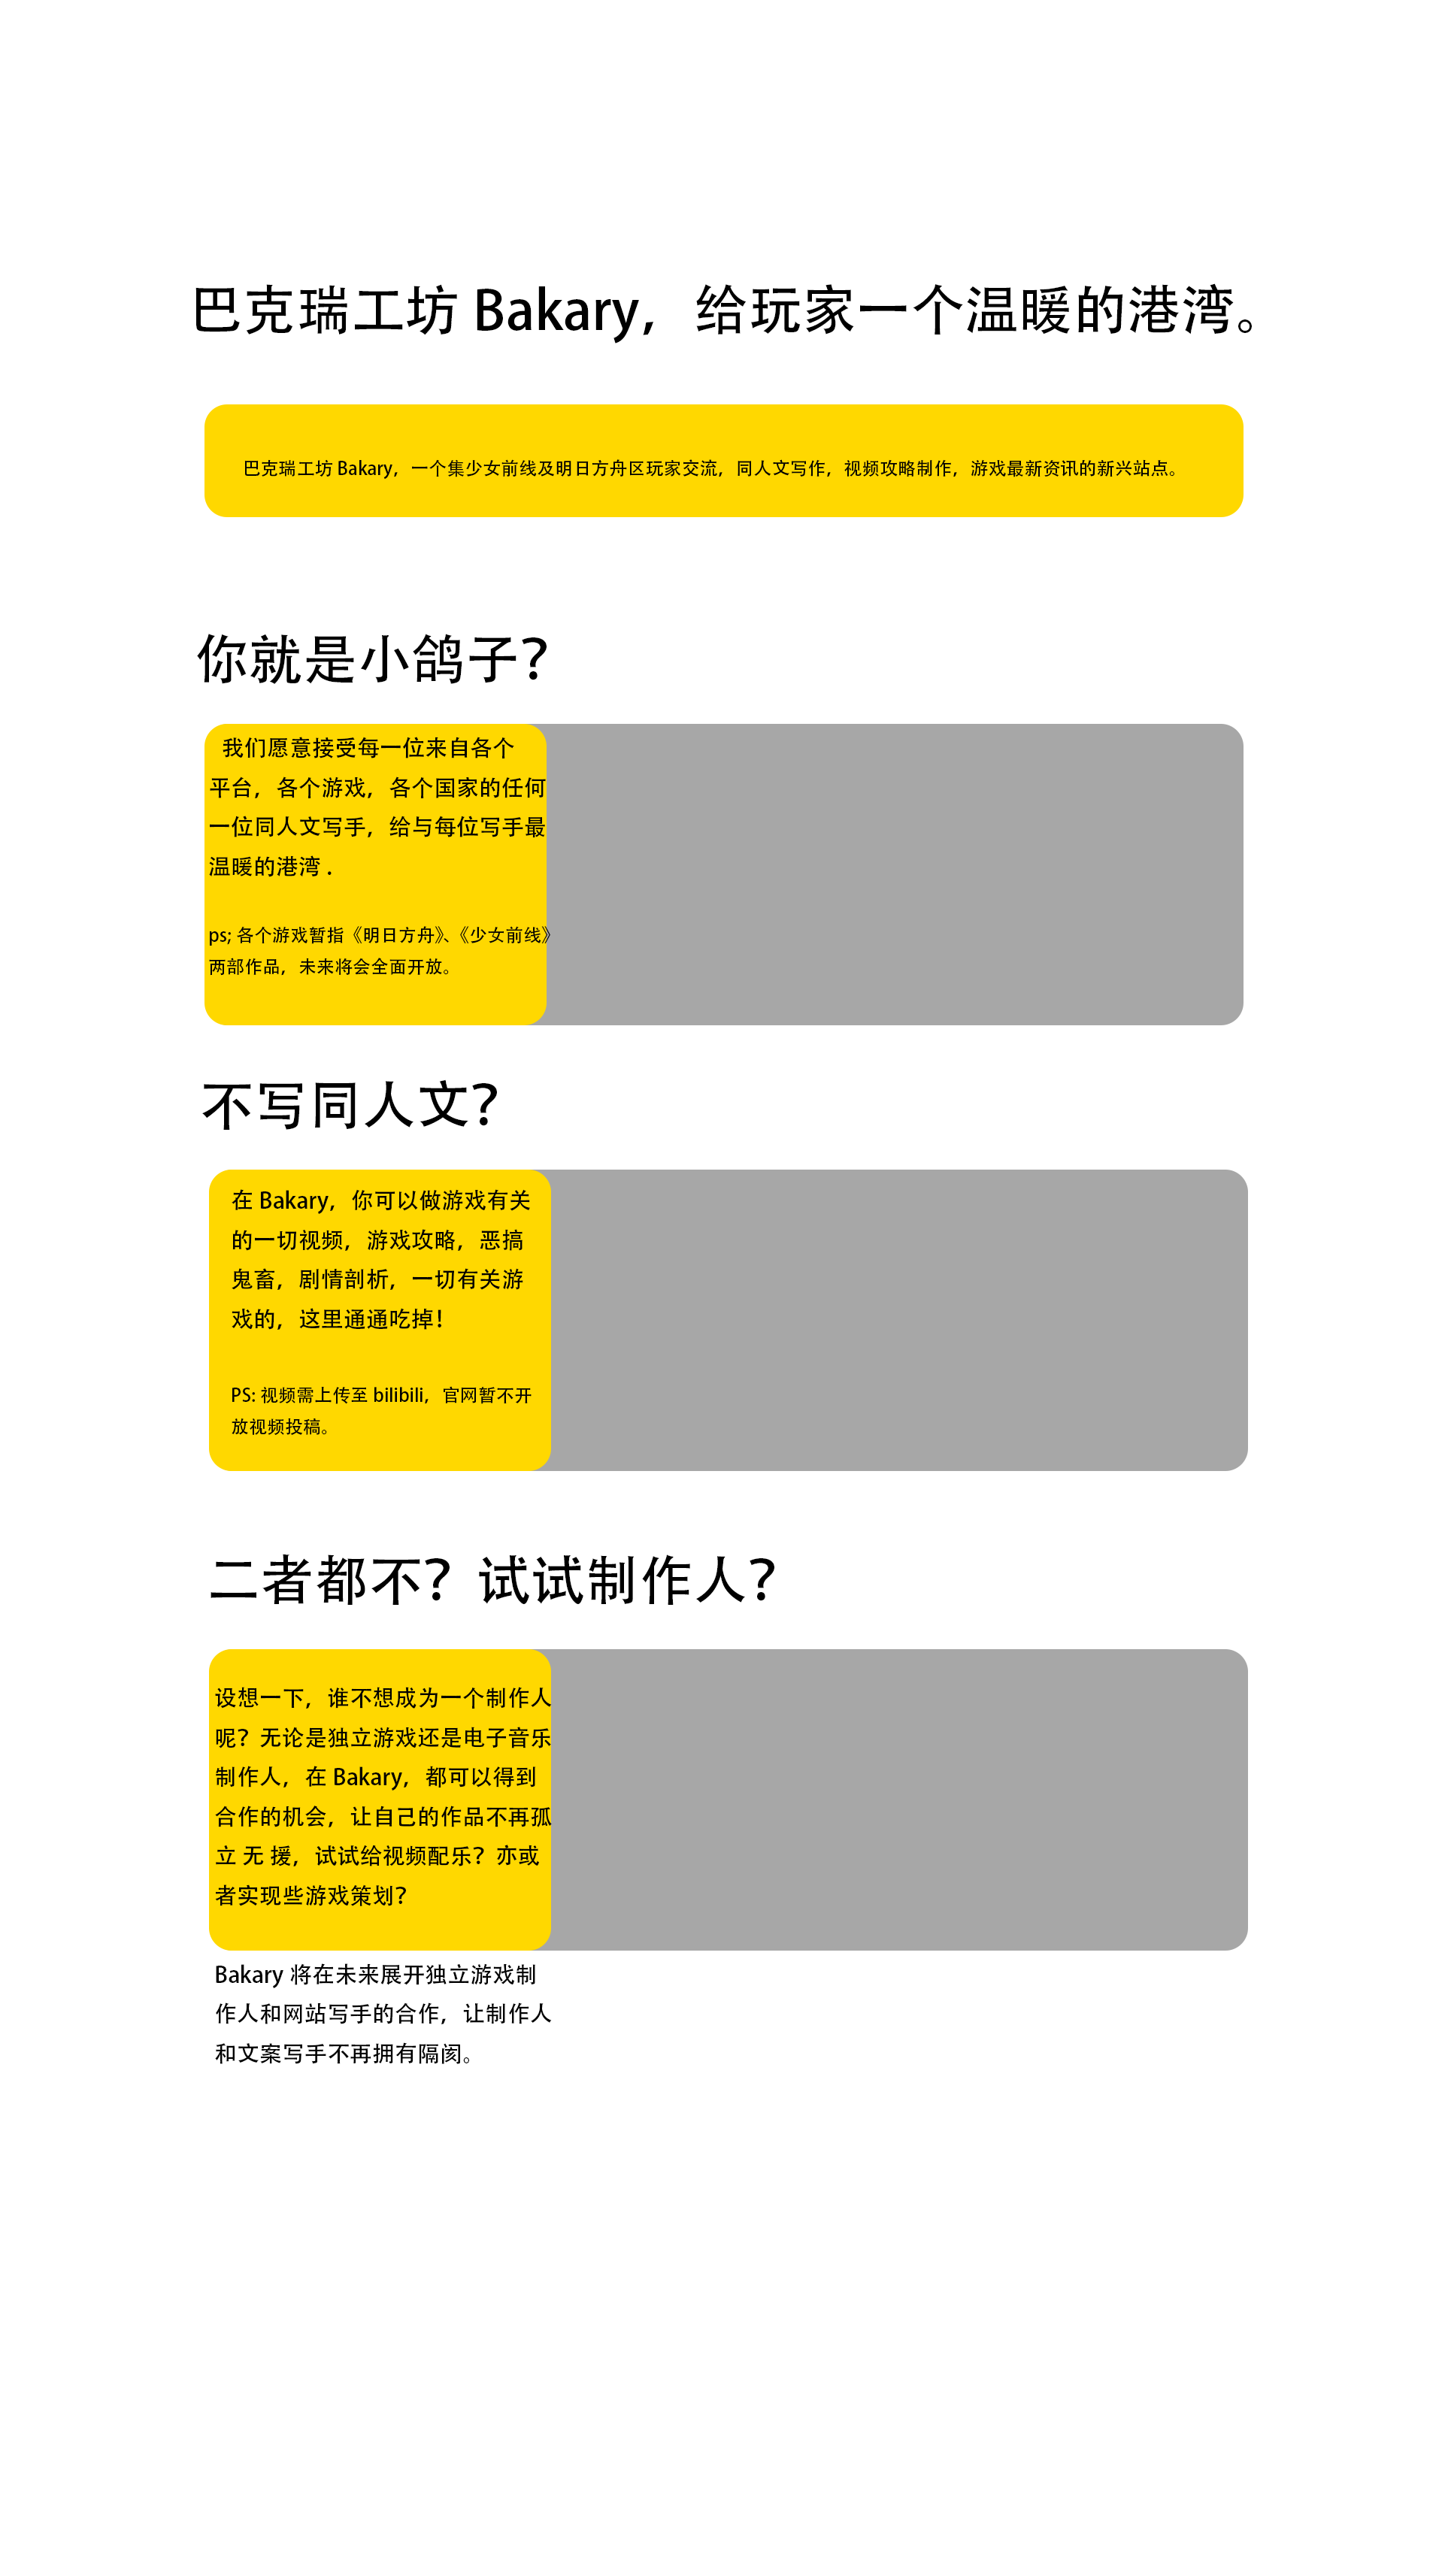 巴克瑞工坊 Bakary，给玩家一个温暖的港湾。
巴克瑞工坊 Bakary，一个集少女前线及明日方舟区玩家交流，同人文写作，视频攻略制作，游戏最新资讯的新兴站点。
你就是小鸽子？
我们愿意接受每一位来自各个
平台，各个游戏，各个国家的任何
一位同人文写手，给与每位写手最
温暖的港湾 .
ps; 各个游戏暂指《明日方舟》、《少女前线》
两部作品，未来将会全面开放。
不写同人文？
在 Bakary，你可以做游戏有关
的一切视频，游戏攻略，恶搞
鬼畜，剧情剖析，一切有关游
戏的，这里通通吃掉！
PS: 视频需上传至 bilibili，官网暂不开
放视频投稿。
二者都不？试试制作人？
设想一下，谁不想成为一个制作人
呢？无论是独立游戏还是电子音乐
制作人，在 Bakary，都可以得到
合作的机会，让自己的作品不再孤
立 无 援，试试给视频配乐？亦或
者实现些游戏策划？
Bakary 将在未来展开独立游戏制
作人和网站写手的合作，让制作人
和文案写手不再拥有隔阂。